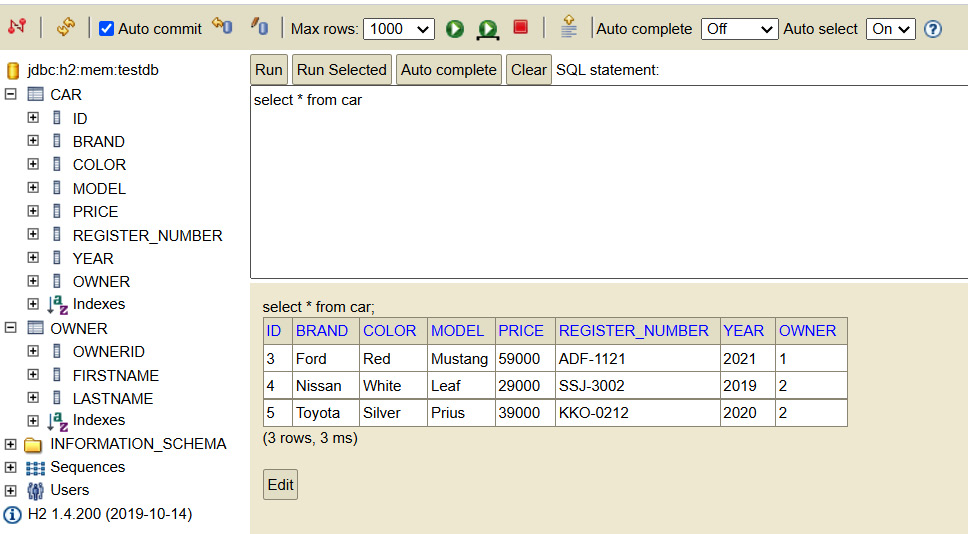 Auto commit Max rows: 1000 Auto complete Off Auto select On
jdbc:h2:mem:testdb
CAR
ID
BRAND
COLOR
MODEL
PRICE
REGISTER_NUMBER
YEAR
OWNER
Indexes
OWNER
OWNERID
FIRSTNAME
LASTNAME
Indexes
INFORMATION_SCHEMA
Sequences
Users
H2 1.4.200 (2019-10-14)
Run Run Selected Auto complete Clear SQL statement:
select * from car
select * from car;
ID BRAND COLOR MODEL PRICE REGISTER_NUMBER YEAR OWNER
3 Ford Red Mustang 59000 ADF-1121 2021 1
4 Nissan White Leaf 29000 SSJ-3002 2019 2
5 Toyota Silver Prius 39000 KKO-0212 2020 2
(3 rows, 3 ms)
Edit